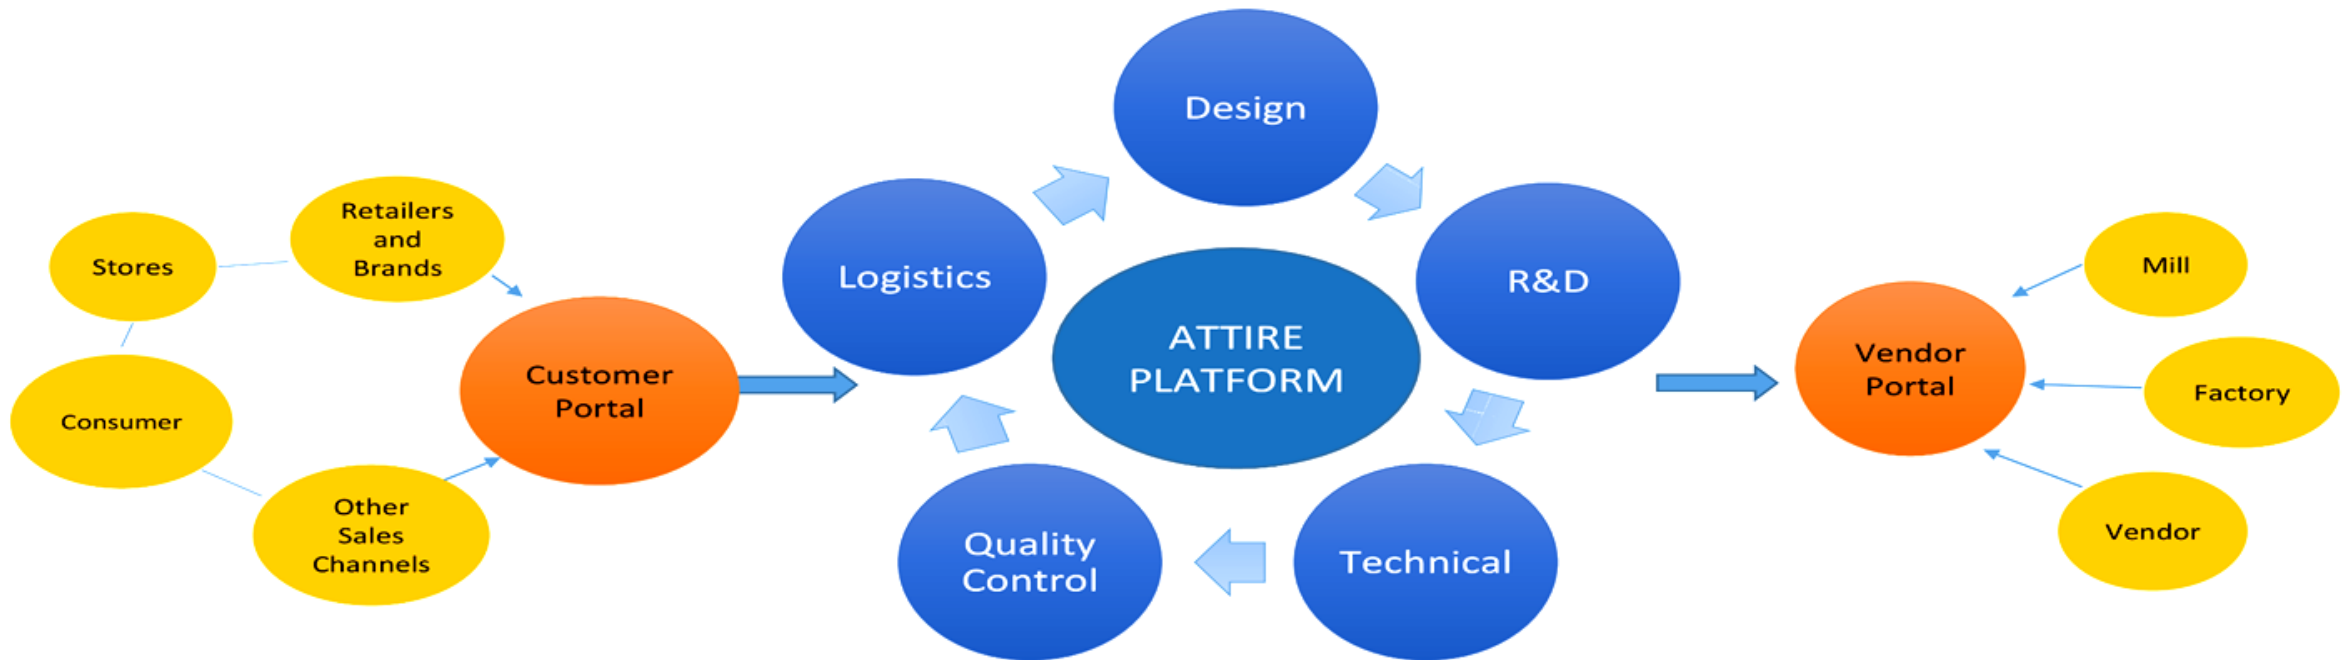 Design
Retailers
and
Brands
Stores
Logistics
R&D
Mill
ATTIRE
PLATFORM
Customer
Portal
Vendor
Portal
Factory
Consumer
Other
Sales
Channels
Quality
Control
Technical
Vendor